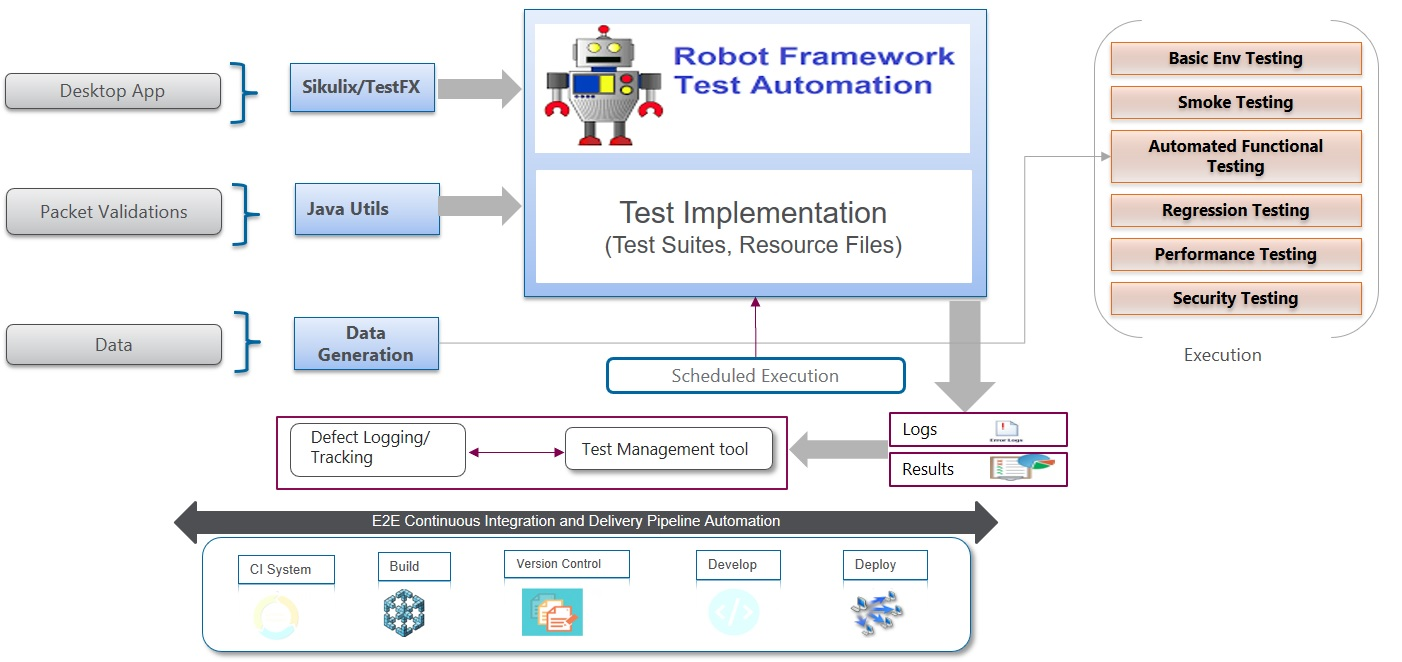 Desktop App
Sikulix/TestFX
Robot Framework
Test Automation
Packet Validations
Java Utils
Test Implementation
(Test Suites, Resource Files)
Data
Data
Generation
Scheduled Execution
Basic Env Testing
Smoke Testing
Automated Functional
Testing
Regression Testing
Performance Testing
Security Testing
Execution
Defect Logging/
Tracking
Test Management tool
Logs
Error Logs
Results
E2E Continuous Integration and Delivery Pipeline Automation
CI System
Build
Version Control
Develop
Deploy